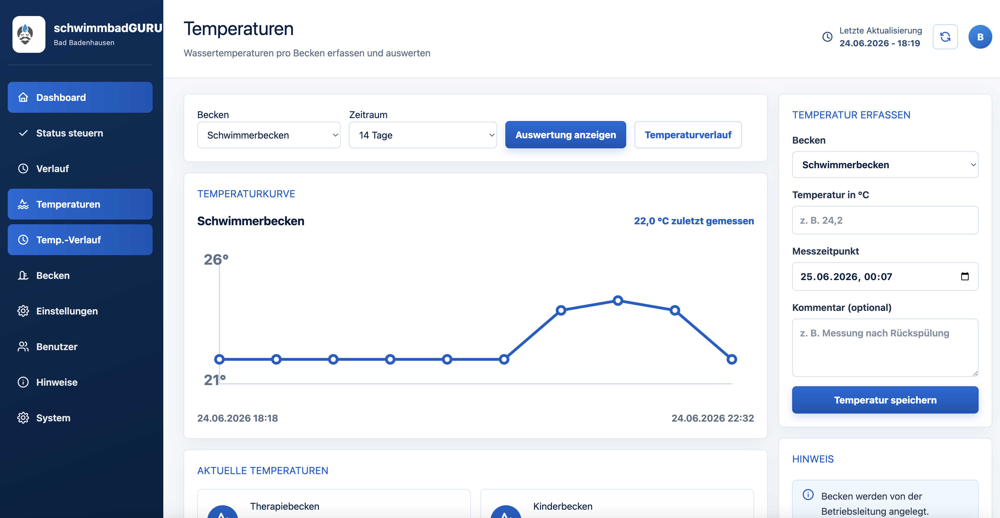 schwimmbadGURU
Bad Badenhausen
Dashboard
Status steuern
Verlauf
Temperaturen
Temp.-Verlauf
Becken
Einstellungen
Benutzer
Hinweise
System
Temperaturen
Wassertemperaturen pro Becken erfassen und auswerten
Letzte Aktualisierung
24.06.2026 - 18:19
B
Becken
Schwimmerbecken
Zeitraum
14 Tage
Auswertung anzeigen
Temperaturverlauf
TEMPERATURKURVE
Schwimmerbecken
22,0 °C zuletzt gemessen
26°
21°
24.06.2026 18:18
24.06.2026 22:32
AKTUELLE TEMPERATUREN
Therapiebecken
Kinderbecken
TEMPERATUR ERFASSEN
Becken
Schwimmerbecken
Temperatur in °C
z. B. 24,2
Messzeitpunkt
25.06.2026, 00:07
Kommentar (optional)
z. B. Messung nach Rückspülung
Temperatur speichern
HINWEIS
Becken werden von der
Betriebsleitung angelegt.